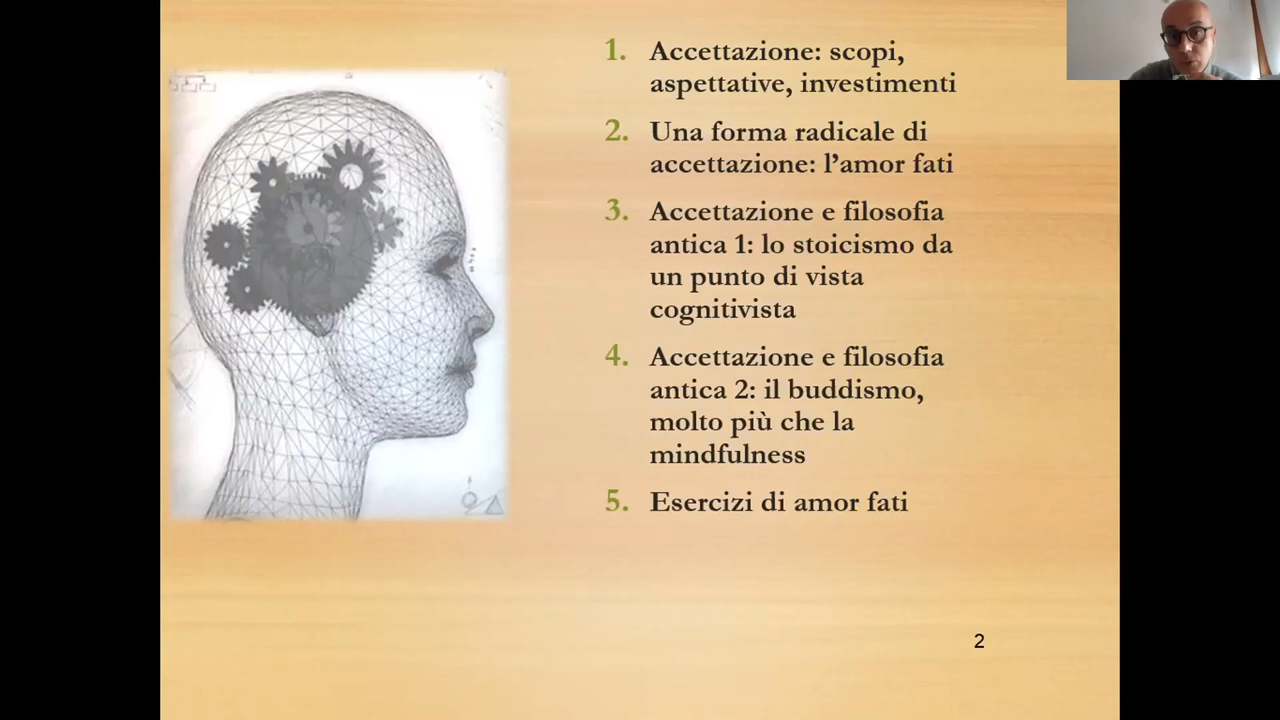 1. Accettazione: scopi,
aspettative, investimenti
2. Una forma radicale di
accettazione: l’amor fati
3. Accettazione e filosofia
antica 1: lo stoicismo da
un punto di vista
cognitivista
4. Accettazione e filosofia
antica 2: il buddismo,
molto più che la
mindfulness
5. Esercizi di amor fati
2